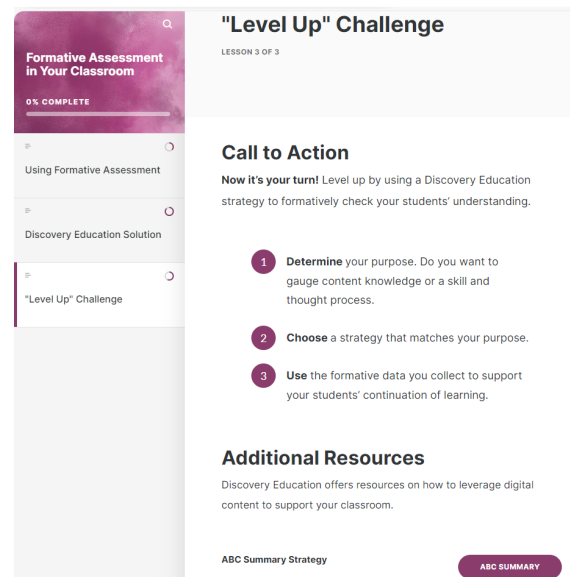 Formative Assessment
in Your Classroom
0% COMPLETE
Using Formative Assessment
Discovery Education Solution
"Level Up" Challenge
"Level Up" Challenge
LESSON 3 OF 3
Call to Action
Now it's your turn! Level up by using a Discovery Education
strategy to formatively check your students' understanding.
1 Determine your purpose. Do you want to
gauge content knowledge or a skill and
thought process.
2 Choose a strategy that matches your purpose.
3 Use the formative data you collect to support
your students' continuation of learning.
Additional Resources
Discovery Education offers resources on how to leverage digital
content to support your classroom.
ABC Summary Strategy
ABC SUMMARY